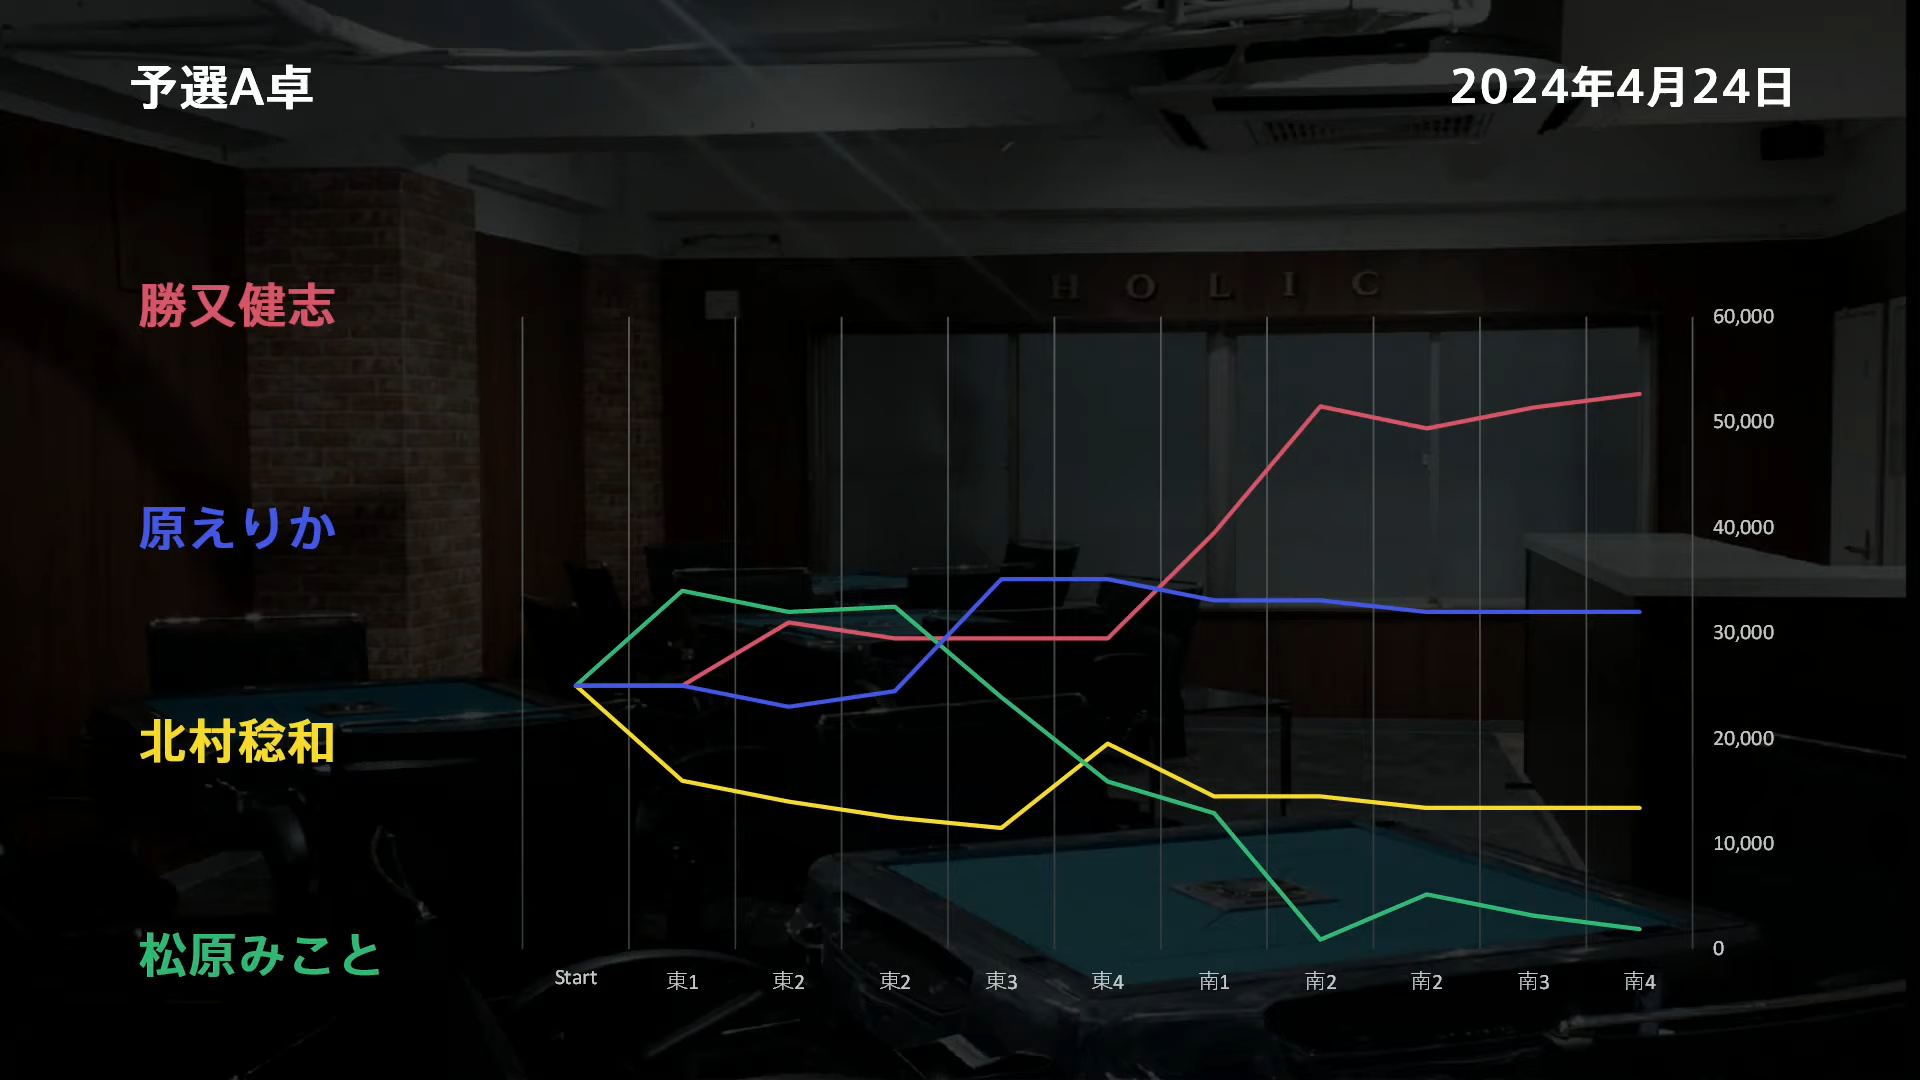 予選A卓
2024年4月24日
HOLIC
勝又健志
原えりか
北村稔和
松原みこと
60,000
50,000
40,000
30,000
20,000
10,000
0
Start 東1 東2 東2 東3 東4 南1 南2 南2 南3 南4